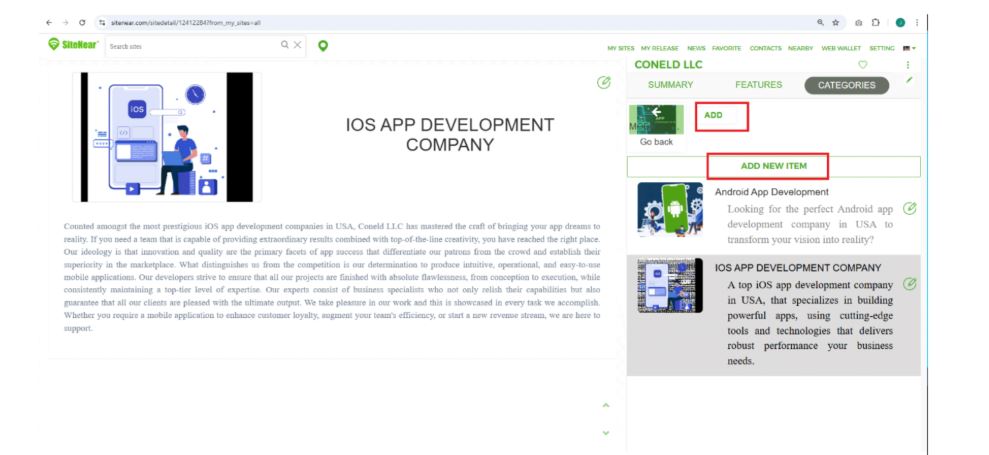 sitenear.com/sitedetail/12412284?from_my_sites=all
SiteNear
Search sites
MY SITES MY RELEASE NEWS FAVORITE CONTACTS NEARBY WEB WALLET SETTING
CONELD LLC
SUMMARY FEATURES CATEGORIES
ADD
Go back
ADD NEW ITEM
iOS
IOS APP DEVELOPMENT
COMPANY
Counted amongst the most prestigious iOS app development companies in USA, Coneld LLC has mastered the craft of bringing your app dreams to
reality. If you need a team that is capable of providing extraordinary results combined with top-of-the-line creativity, you have reached the right place.
Our ideology is that innovation and quality are the primary facets of app success that differentiate our patrons from the crowd and establish their
superiority in the marketplace. What distinguishes us from the competition is our determination to produce intuitive, operational, and easy-to-use
mobile applications. Our developers strive to ensure that all our projects are finished with absolute flawlessness, from conception to execution, while
consistently maintaining a top-tier level of expertise. Our experts consist of business specialists who not only relish their capabilities but also
guarantee that all our clients are pleased with the ultimate output. We take pleasure in our work and this is showcased in every task we accomplish.
Whether you require a mobile application to enhance customer loyalty, augment your team's efficiency, or start a new revenue stream, we are here to
support.
Android App Development
Looking for the perfect Android app
development company in USA to
transform your vision into reality?
IOS APP DEVELOPMENT COMPANY
A top iOS app development company
in USA, that specializes in building
powerful apps, using cutting-edge
tools and technologies that delivers
robust performance your business
needs.